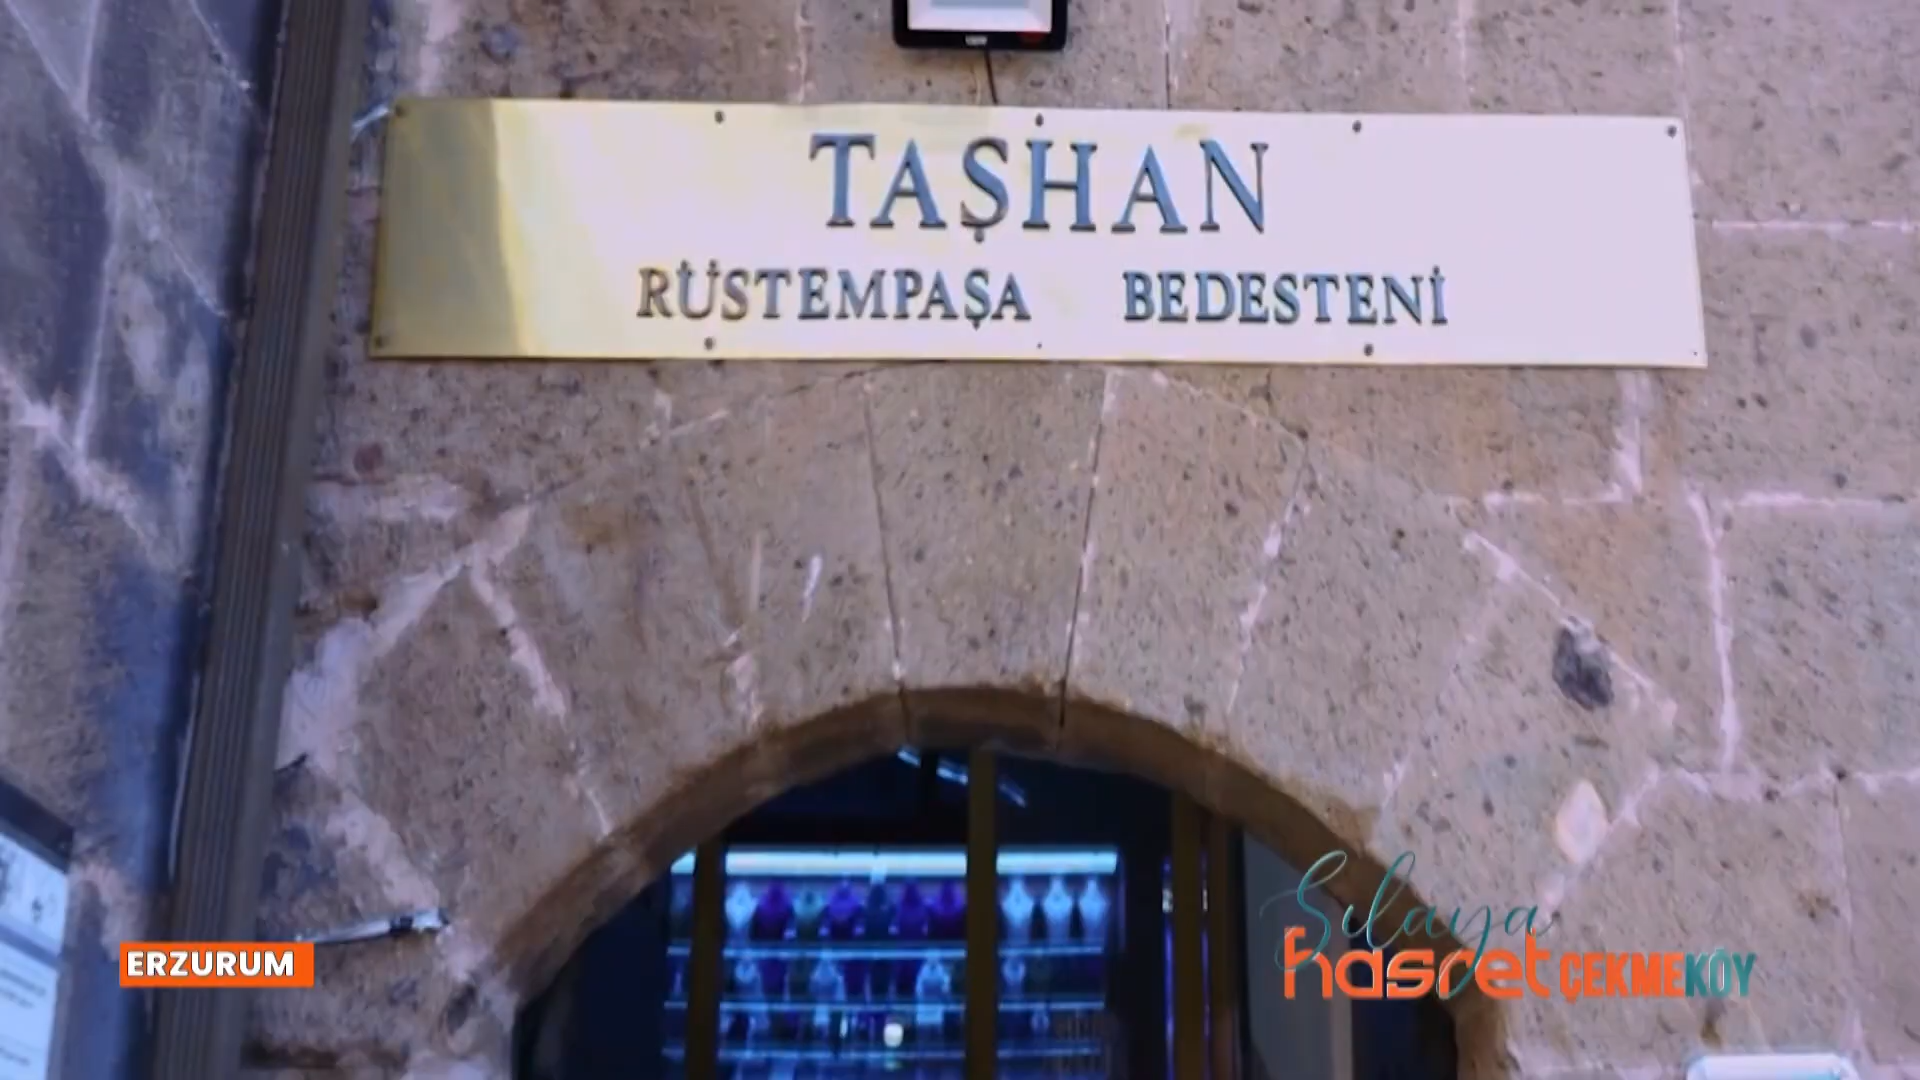 TAŞHAN
RÜSTEMPAŞA BEDESTENİ
ERZURUM
Sılaya
hasret ÇEKMEKÖY